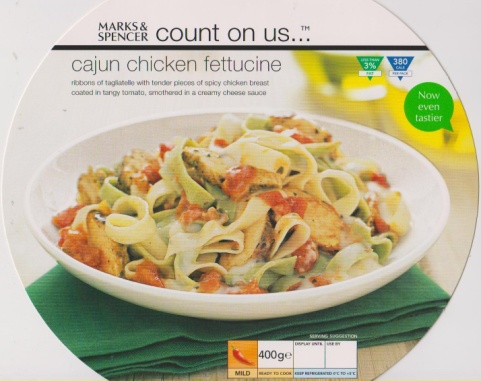 MARKS &
SPENCER
count on us...™
cajun chicken fettucine
ribbons of tagliatelle with tender pieces of spicy chicken breast
coated in tangy tomato, smothered in a creamy cheese sauce
LESS THAN
3%
FAT
380
CALS
PER PACK
Now
even
tastier
SERVING SUGGESTION
MILD
400g℮
READY TO COOK
DISPLAY UNTIL
USE BY
KEEP REFRIGERATED 0°C TO +5°C